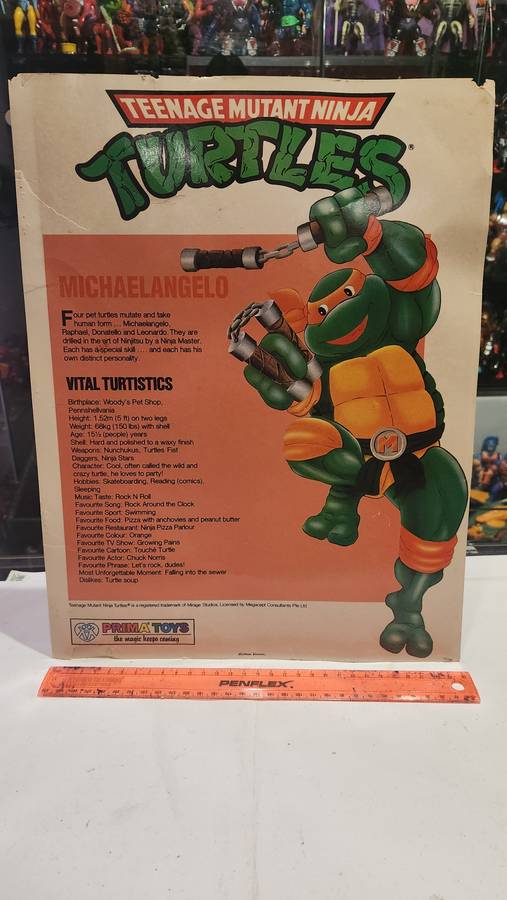 TEENAGE MUTANT NINJA
TURTLES®
MICHAELANGELO
Four pet turtles mutate and take
human form ... Michaelangelo,
Raphael, Donatello and Leonardo. They are
drilled in the art of Ninjitsu by a Ninja Master.
Each has a special skill .... and each has his
own distinct personality.
VITAL TURTISTICS
Birthplace: Woody's Pet Shop,
Pennshellvania
Height: 1.52m (5 ft) on two legs
Weight: 68kg (150 lbs) with shell
Age: 15½ (people) years
Shell: Hard and polished to a waxy finish
Weapons: Nunchukus, Turtles Fist
Daggers, Ninja Stars
Character: Cool, often called the wild and
crazy turtle, he loves to party!
Hobbies: Skateboarding, Reading (comics),
Sleeping
Music Taste: Rock N Roll
Favourite Song: Rock Around the Clock
Favourite Sport: Swimming
Favourite Food: Pizza with anchovies and peanut butter
Favourite Restaurant: Ninja Pizza Parlour
Favourite Colour: Orange
Favourite TV Show: Growing Pains
Favourite Cartoon: Touché Turtle
Favourite Actor: Chuck Norris
Favourite Phrase: Let's rock, dudes!
Most Unforgettable Moment: Falling into the sewer
Dislikes: Turtle soup
M
Teenage Mutant Ninja Turtles® is a registered trademark of Mirage Studios. Licensed by Megacept Consultants Pte Ltd
PRIMA TOYS
the magic keeps coming
PENFLEX